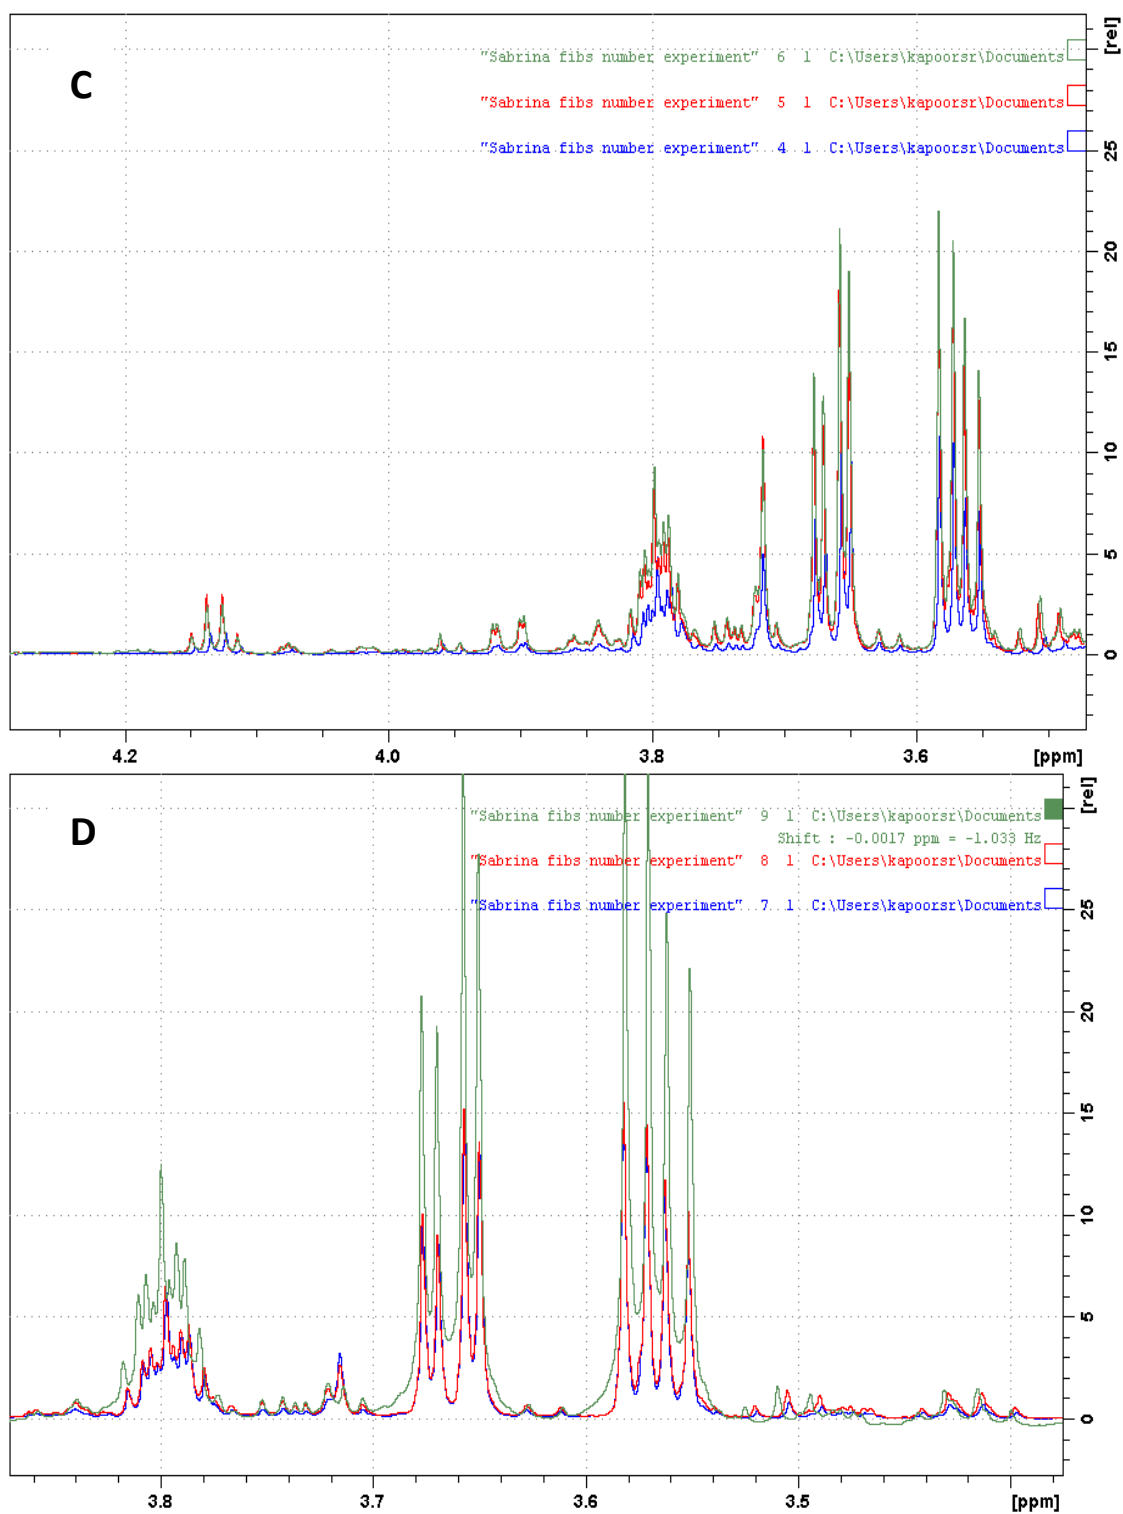 C
"Sabrina fibs number experiment" 6 1 C:\Users\kapoorsr\Documents
"Sabrina fibs number experiment" 5 1 C:\Users\kapoorsr\Documents
"Sabrina fibs number experiment" 4 1 C:\Users\kapoorsr\Documents
[rel]
25
20
15
10
5
0
4.2 4.0 3.8 3.6 [ppm]
D
"Sabrina fibs number experiment" 9 1 C:\Users\kapoorsr\Documents
Shift : -0.0017 ppm = -1.033 Hz
"Sabrina fibs number experiment" 8 1 C:\Users\kapoorsr\Documents
"Sabrina fibs number experiment" 7 1 C:\Users\kapoorsr\Documents
[rel]
25
20
15
10
5
0
3.8 3.7 3.6 3.5 [ppm]